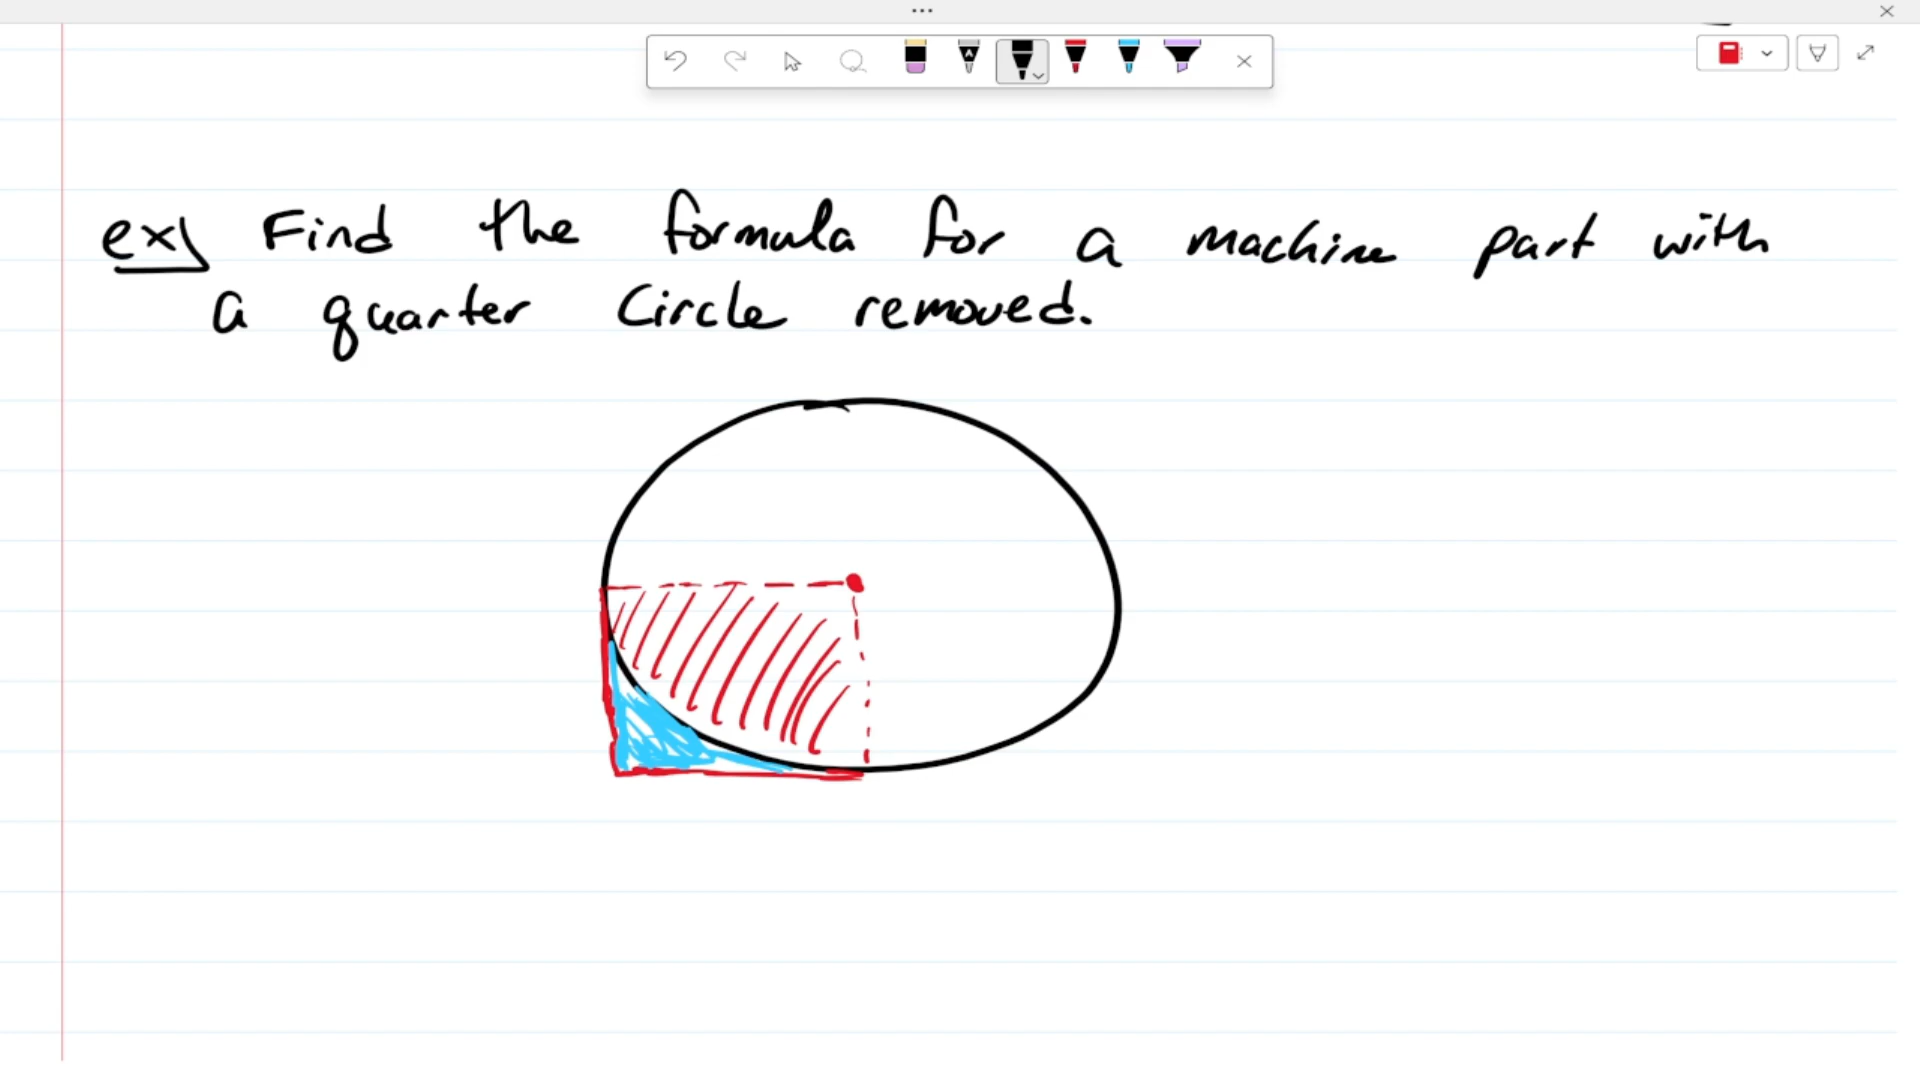 ex) Find the formula for a machine part with
a quarter Circle removed.